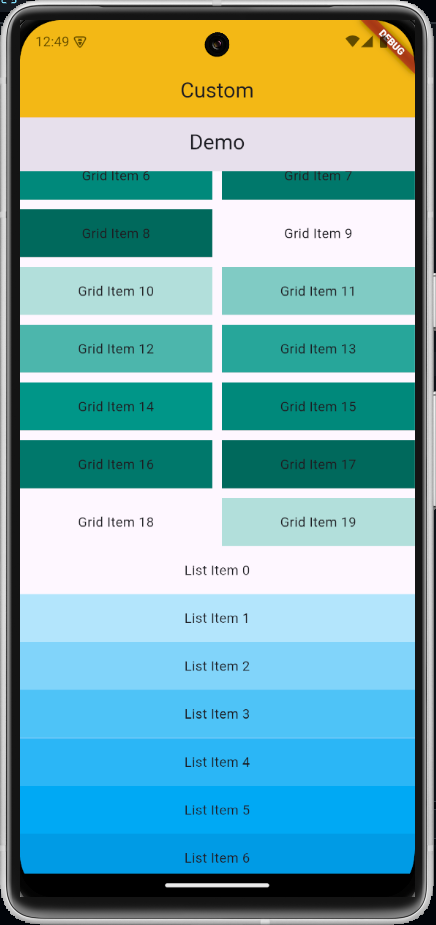 12:49
DEBUG
Custom
Demo
Grid Item 6 Grid Item 7
Grid Item 8 Grid Item 9
Grid Item 10 Grid Item 11
Grid Item 12 Grid Item 13
Grid Item 14 Grid Item 15
Grid Item 16 Grid Item 17
Grid Item 18 Grid Item 19
List Item 0
List Item 1
List Item 2
List Item 3
List Item 4
List Item 5
List Item 6